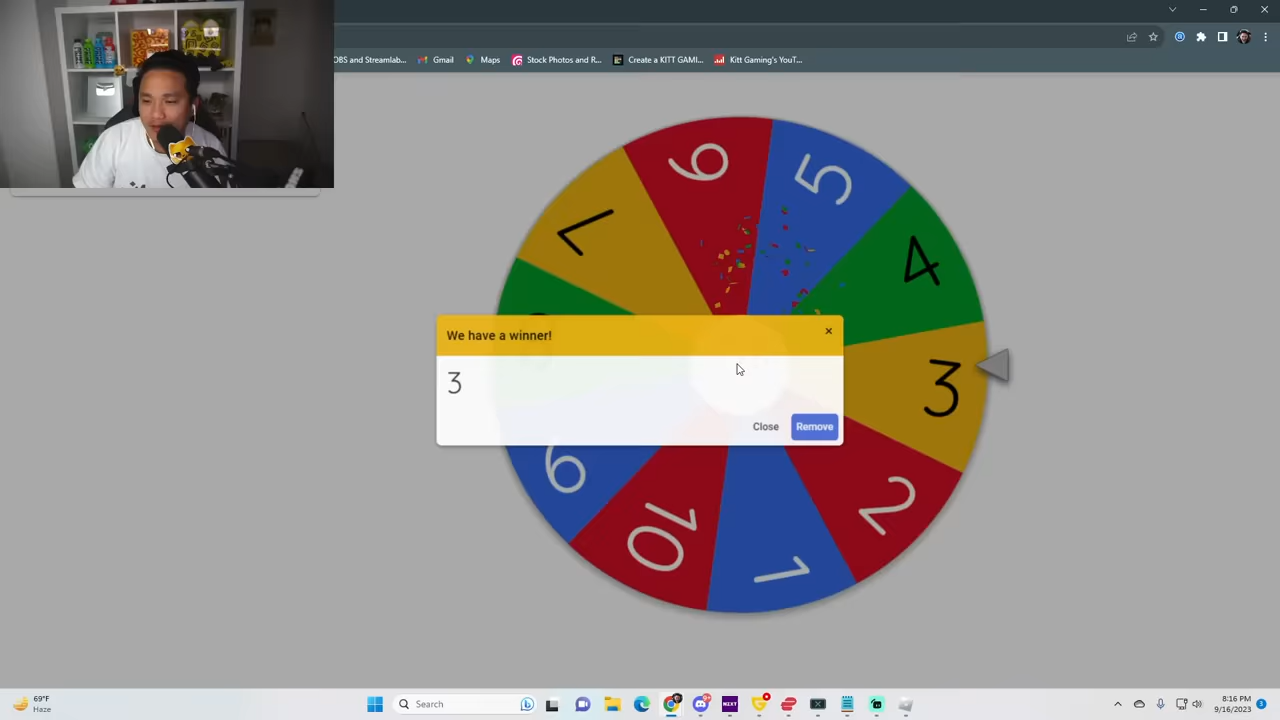 OBS and Streamlab...
Gmail
Maps
Stock Photos and R...
Create a KITT GAMI...
Kitt Gaming's YouT...
6
5
7
4
We have a winner!
3
3
Close
Remove
9
2
10
1
69°F
Haze
Search
NZXT
8:16 PM
9/16/2023